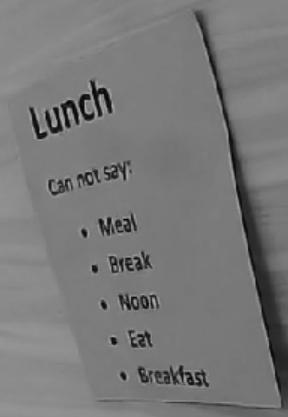 Lunch
Can not say:
• Meal
• Break
• Noon
• Eat
• Breakfast